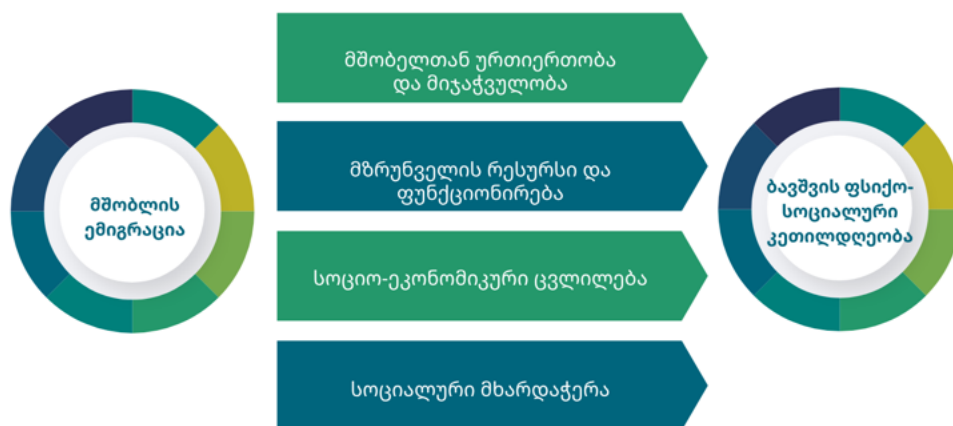 მშობლის
ემიგრაცია
მშობელთან ურთიერთობა
და მიჯაჭვულობა
მზრუნველის რესურსი და
ფუნქციონირება
სოციო-ეკონომიკური ცვლილება
სოციალური მხარდაჭერა
ბავშვის ფსიქო-
სოციალური
კეთილდღეობა